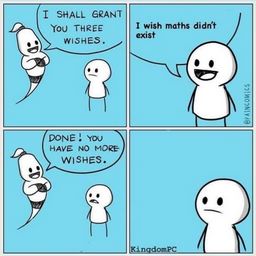 I SHALL GRANT
YOU THREE
WISHES.
I wish maths didn't
exist
@PAINCOMICS
DONE! YOU
HAVE NO MORE
WISHES.
KingdomPC